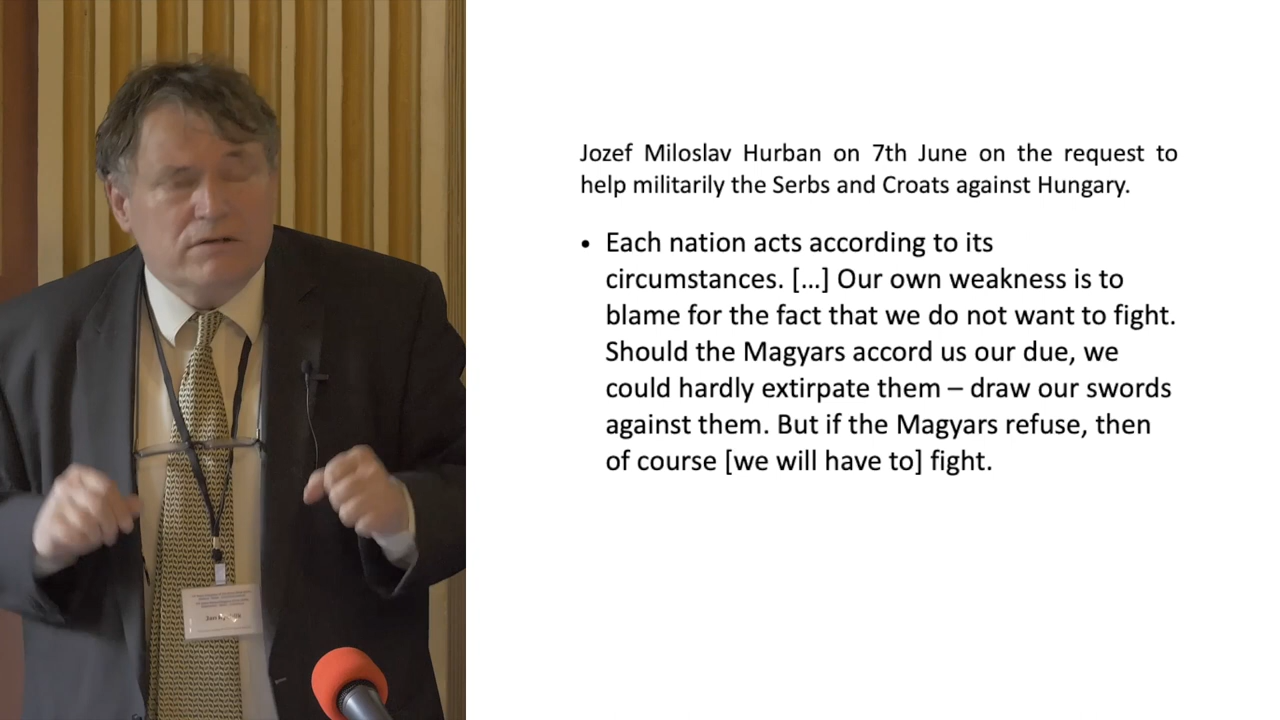 Jozef Miloslav Hurban on 7th June on the request to
help militarily the Serbs and Croats against Hungary.
• Each nation acts according to its
circumstances. […] Our own weakness is to
blame for the fact that we do not want to fight.
Should the Magyars accord us our due, we
could hardly extirpate them – draw our swords
against them. But if the Magyars refuse, then
of course [we will have to] fight.
Jan